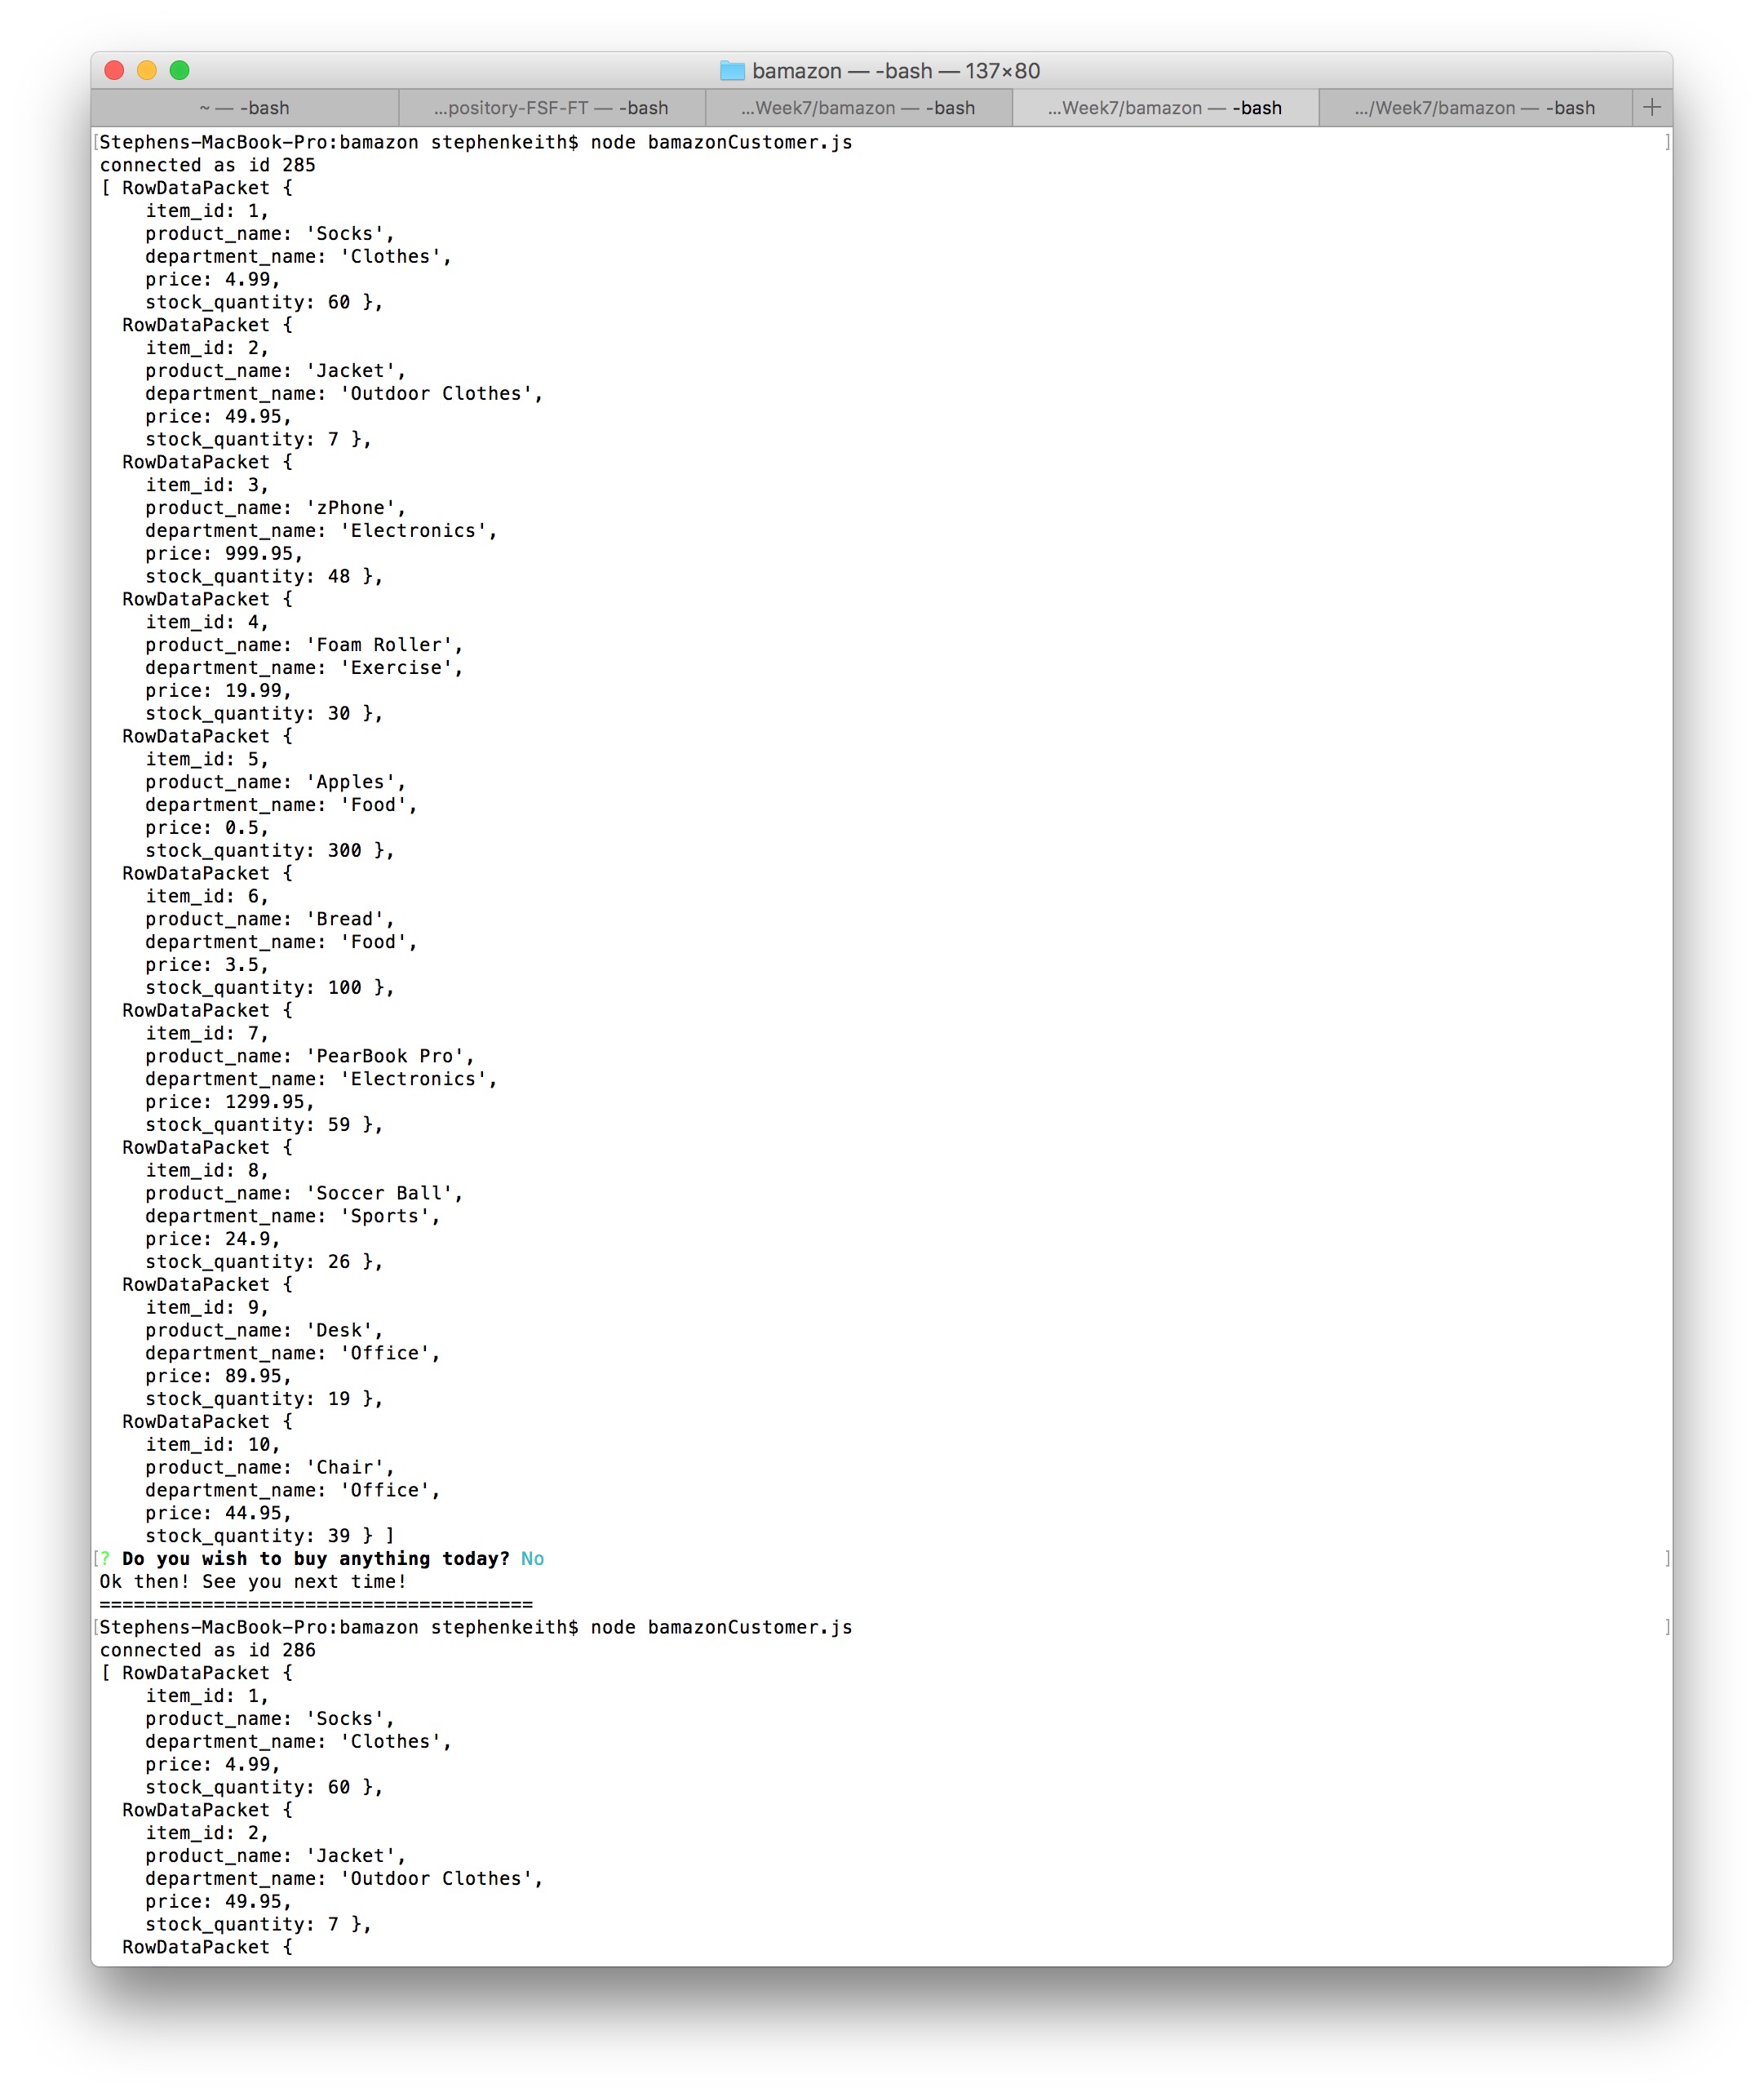 bamazon — -bash — 137×80
~ — -bash
...pository-FSF-FT — -bash
...Week7/bamazon — -bash
...Week7/bamazon — -bash
.../Week7/bamazon — -bash
[Stephens-MacBook-Pro:bamazon stephenkeith$ node bamazonCustomer.js ]
connected as id 285
[ RowDataPacket {
item_id: 1,
product_name: 'Socks',
department_name: 'Clothes',
price: 4.99,
stock_quantity: 60 },
RowDataPacket {
item_id: 2,
product_name: 'Jacket',
department_name: 'Outdoor Clothes',
price: 49.95,
stock_quantity: 7 },
RowDataPacket {
item_id: 3,
product_name: 'zPhone',
department_name: 'Electronics',
price: 999.95,
stock_quantity: 48 },
RowDataPacket {
item_id: 4,
product_name: 'Foam Roller',
department_name: 'Exercise',
price: 19.99,
stock_quantity: 30 },
RowDataPacket {
item_id: 5,
product_name: 'Apples',
department_name: 'Food',
price: 0.5,
stock_quantity: 300 },
RowDataPacket {
item_id: 6,
product_name: 'Bread',
department_name: 'Food',
price: 3.5,
stock_quantity: 100 },
RowDataPacket {
item_id: 7,
product_name: 'PearBook Pro',
department_name: 'Electronics',
price: 1299.95,
stock_quantity: 59 },
RowDataPacket {
item_id: 8,
product_name: 'Soccer Ball',
department_name: 'Sports',
price: 24.9,
stock_quantity: 26 },
RowDataPacket {
item_id: 9,
product_name: 'Desk',
department_name: 'Office',
price: 89.95,
stock_quantity: 19 },
RowDataPacket {
item_id: 10,
product_name: 'Chair',
department_name: 'Office',
price: 44.95,
stock_quantity: 39 } ]
[? Do you wish to buy anything today? No ]
Ok then! See you next time!
======================================
[Stephens-MacBook-Pro:bamazon stephenkeith$ node bamazonCustomer.js ]
connected as id 286
[ RowDataPacket {
item_id: 1,
product_name: 'Socks',
department_name: 'Clothes',
price: 4.99,
stock_quantity: 60 },
RowDataPacket {
item_id: 2,
product_name: 'Jacket',
department_name: 'Outdoor Clothes',
price: 49.95,
stock_quantity: 7 },
RowDataPacket {